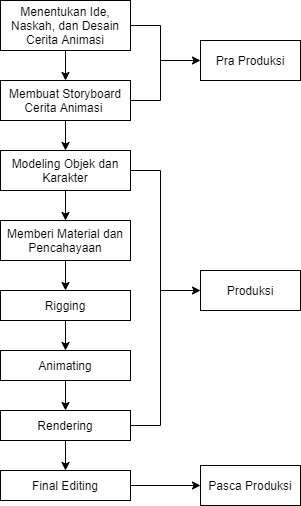 Menentukan Ide,
Naskah, dan Desain
Cerita Animasi
Pra Produksi
Membuat Storyboard
Cerita Animasi
Modeling Objek dan
Karakter
Memberi Material dan
Pencahayaan
Produksi
Rigging
Animating
Rendering
Final Editing
Pasca Produksi